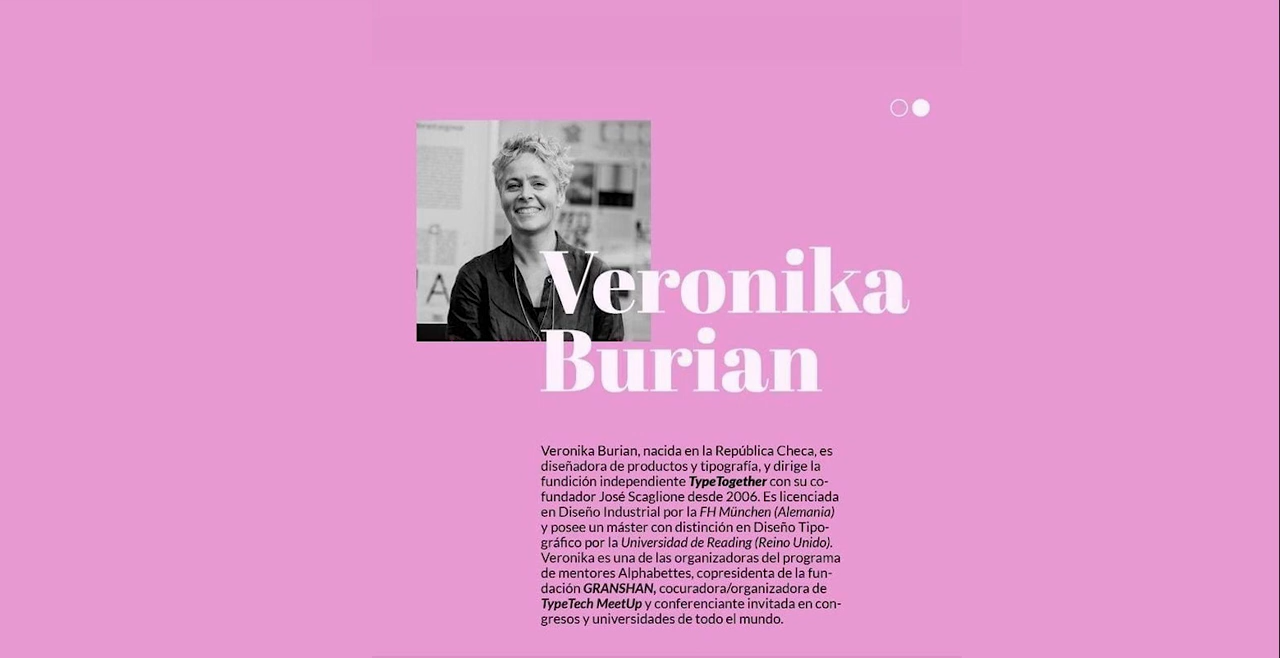 Veronika
Burian
Veronika Burian, nacida en la República Checa, es
diseñadora de productos y tipografía, y dirige la
fundición independiente TypeTogether con su co-
fundador José Scaglione desde 2006. Es licenciada
en Diseño Industrial por la FH München (Alemania)
y posee un máster con distinción en Diseño Tipo-
gráfico por la Universidad de Reading (Reino Unido).
Veronika es una de las organizadoras del programa
de mentores Alphabettes, copresidenta de la fun-
dación GRANSHAN, cocuradora/organizadora de
TypeTech MeetUp y conferenciante invitada en con-
gresos y universidades de todo el mundo.